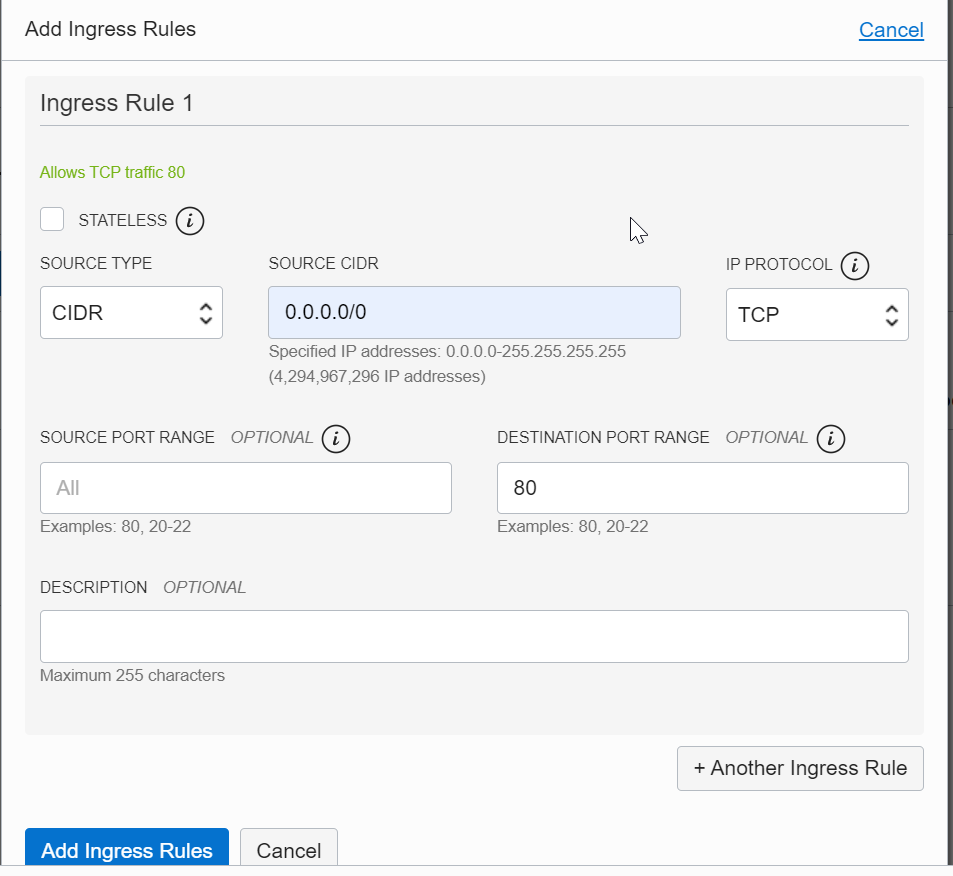 Add Ingress Rules
Cancel
Ingress Rule 1
Allows TCP traffic 80
STATELESS i
SOURCE TYPE
SOURCE CIDR
IP PROTOCOL i
CIDR
0.0.0.0/0
TCP
Specified IP addresses: 0.0.0.0-255.255.255.255
(4,294,967,296 IP addresses)
SOURCE PORT RANGE OPTIONAL i
DESTINATION PORT RANGE OPTIONAL i
All
80
Examples: 80, 20-22
Examples: 80, 20-22
DESCRIPTION OPTIONAL
Maximum 255 characters
+ Another Ingress Rule
Add Ingress Rules
Cancel